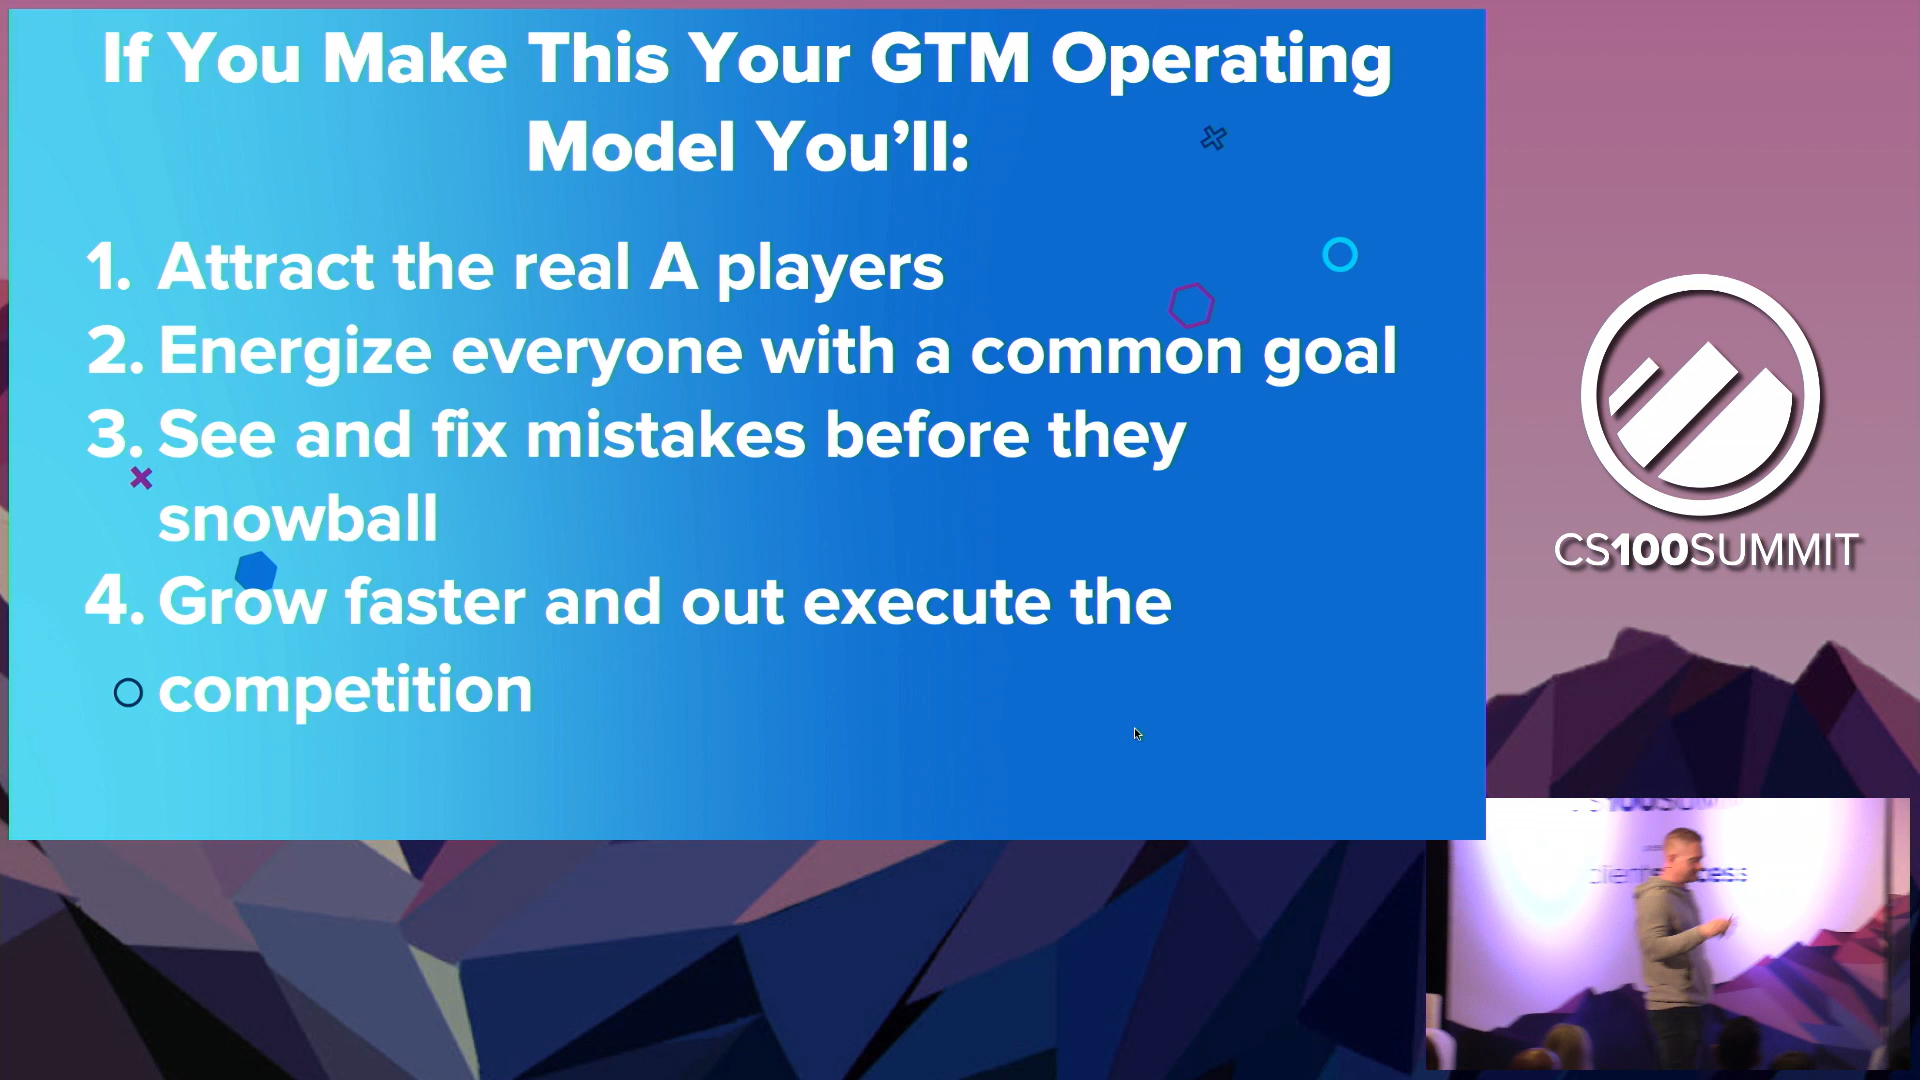 If You Make This Your GTM Operating
Model You'll:
1. Attract the real A players
2. Energize everyone with a common goal
3. See and fix mistakes before they
snowball
4. Grow faster and out execute the
competition
CS100SUMMIT